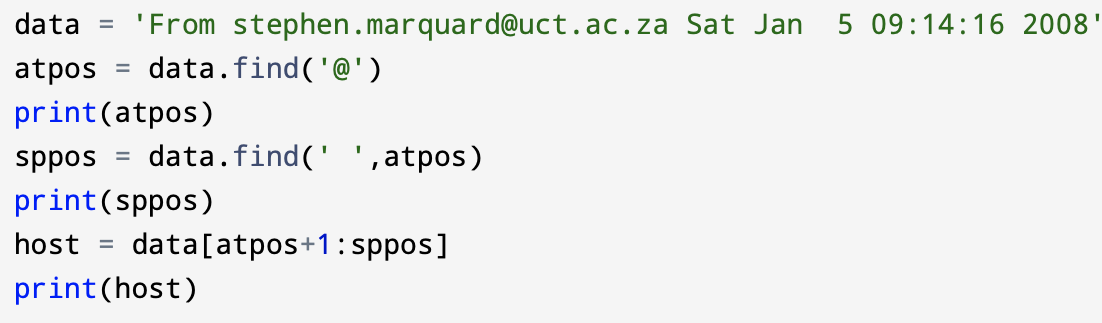 data = 'From stephen.marquard@uct.ac.za Sat Jan  5 09:14:16 2008'
atpos = data.find('@')
print(atpos)
sppos = data.find(' ',atpos)
print(sppos)
host = data[atpos+1:sppos]
print(host)